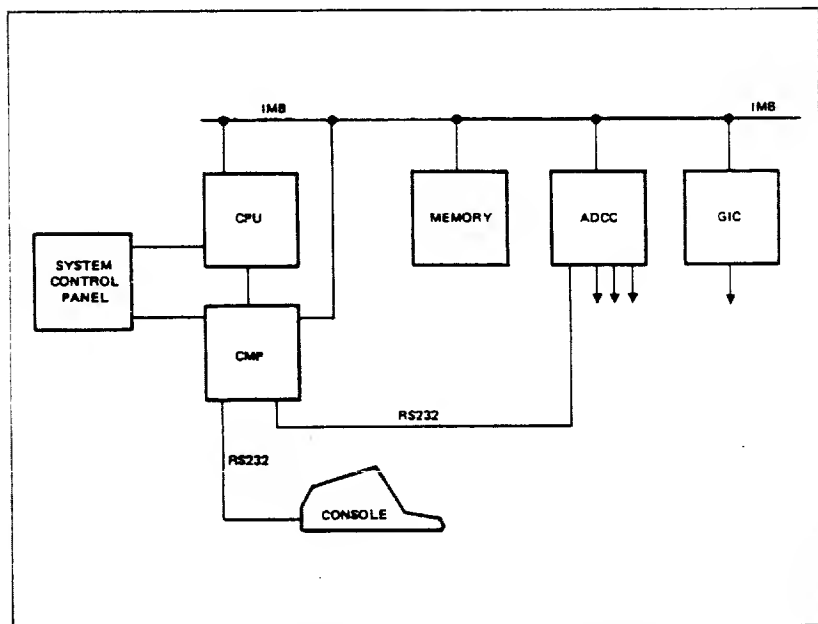 IMB
IMB
CPU
MEMORY
ADCC
GIC
SYSTEM
CONTROL
PANEL
CMP
RS232
RS232
CONSOLE